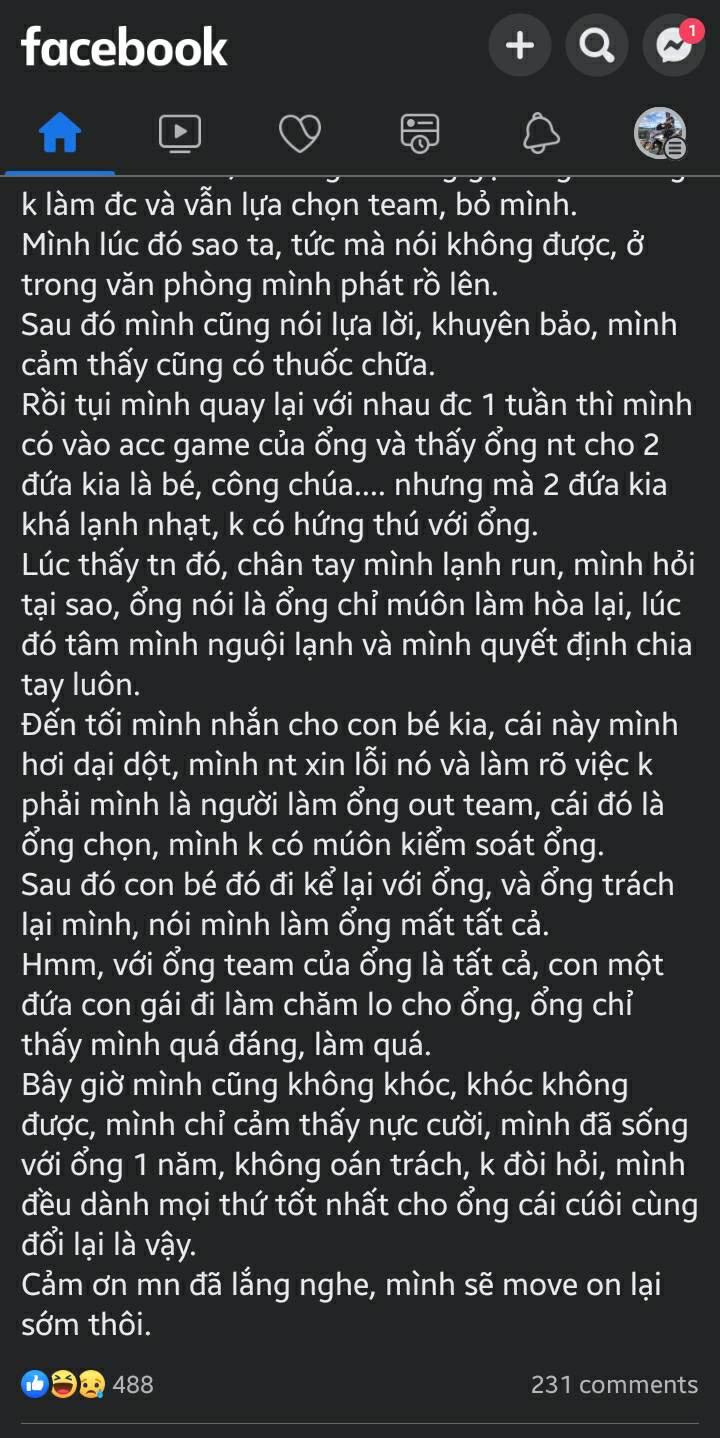 facebook
1
k làm đc và vẫn lựa chọn team, bỏ mình.
Mình lúc đó sao ta, tức mà nói không được, ở
trong văn phòng mình phát rồ lên.
Sau đó mình cũng nói lựa lời, khuyên bảo, mình
cảm thấy cũng có thuốc chữa.
Rồi tụi mình quay lại với nhau đc 1 tuần thì mình
có vào acc game của ổng và thấy ổng nt cho 2
đứa kia là bé, công chúa.... nhưng mà 2 đứa kia
khá lạnh nhạt, k có hứng thú với ổng.
Lúc thấy tn đó, chân tay mình lạnh run, mình hỏi
tại sao, ổng nói là ổng chỉ múôn làm hòa lại, lúc
đó tâm mình nguội lạnh và mình quyết định chia
tay luôn.
Đến tối mình nhắn cho con bé kia, cái này mình
hơi dại dột, mình nt xin lỗi nó và làm rõ việc k
phải mình là người làm ổng out team, cái đó là
ổng chọn, mình k có múôn kiểm soát ổng.
Sau đó con bé đó đi kể lại với ổng, và ổng trách
lại mình, nói mình làm ổng mất tất cả.
Hmm, với ổng team của ổng là tất cả, con một
đứa con gái đi làm chăm lo cho ổng, ổng chỉ
thấy mình quá đáng, làm quá.
Bây giờ mình cũng không khóc, khóc không
được, mình chỉ cảm thấy nực cười, mình đã sống
với ổng 1 năm, không oán trách, k đòi hỏi, mình
đều dành mọi thứ tốt nhất cho ổng cái cúôi cùng
đổi lại là vậy.
Cảm ơn mn đã lắng nghe, mình sẽ move on lại
sớm thôi.
488
231 comments